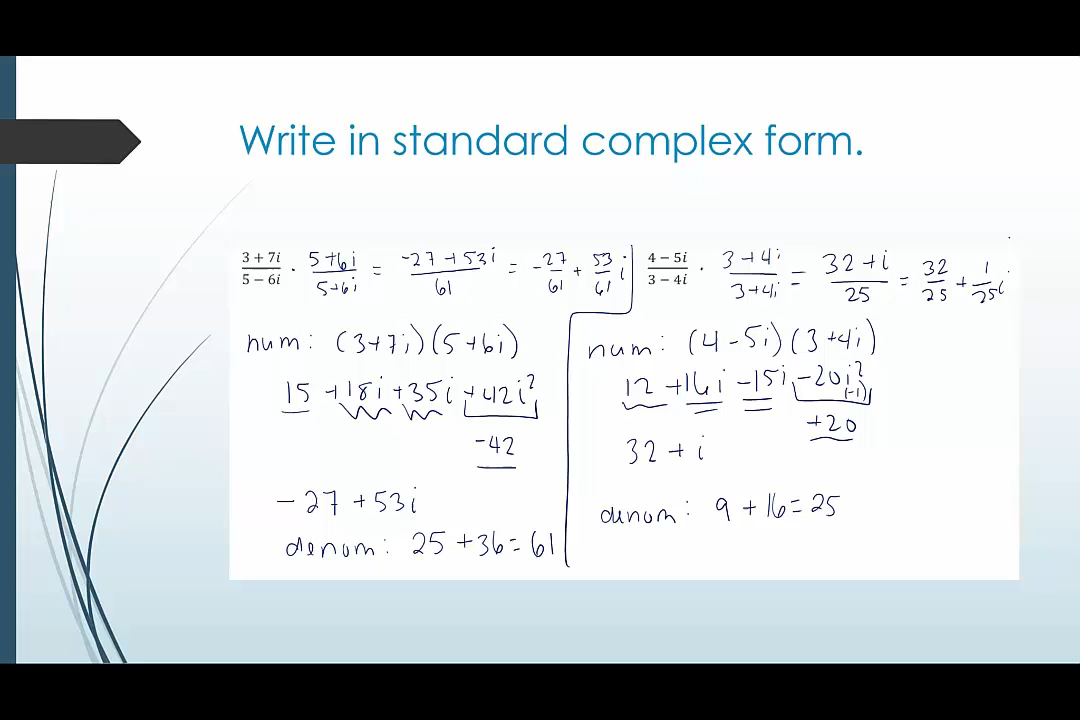 Write in standard complex form.
(3 + 7i)/(5 − 6i) · (5+6i)/(5+6i) = (-27+53i)/61 = -27/61 + 53/61 i
num: (3+7i)(5+6i)
15 +18i +35i +42i²
-42
-27 +53i
denom: 25 +36=61
(4 − 5i)/(3 − 4i) · (3+4i)/(3+4i) = (32+i)/25 = 32/25 + 1/25 i
num: (4-5i)(3+4i)
12 +16i -15i -20i²
(-1)
+20
32 + i
denom: 9 +16=25